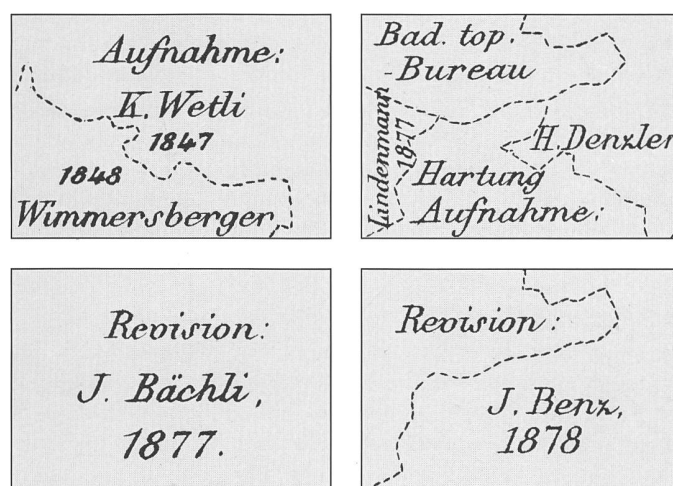 Aufnahme:
K. Wetli
1847
1848
Wimmersberger
Bad. top.
-Bureau
Lindenmann
1877
H. Denzler
Hartung
Aufnahme:
Revision:
J. Bächli,
1877.
Revision:
J. Benz,
1878